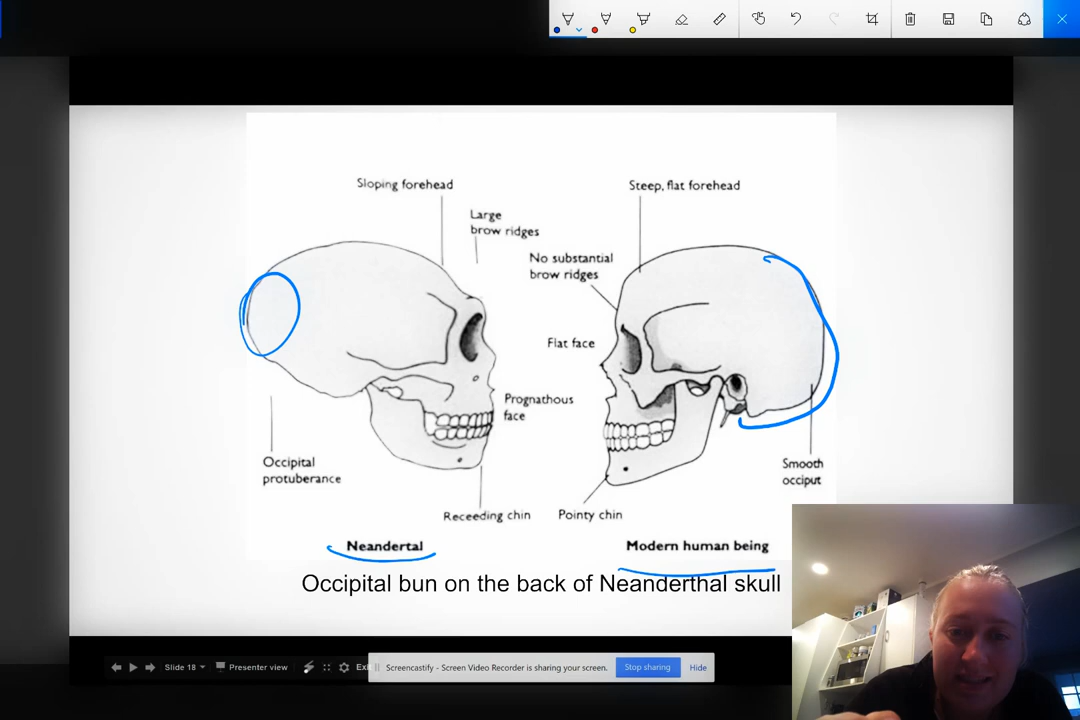 Sloping forehead
Steep, flat forehead
Large
brow ridges
No substantial
brow ridges
Flat face
Prognathous
face
Occipital
protuberance
Smooth
occiput
Receeding chin
Pointy chin
Neandertal
Modern human being
Occipital bun on the back of Neanderthal skull
Slide 18
Presenter view
Screencastify - Screen Video Recorder is sharing your screen.
Stop sharing
Hide